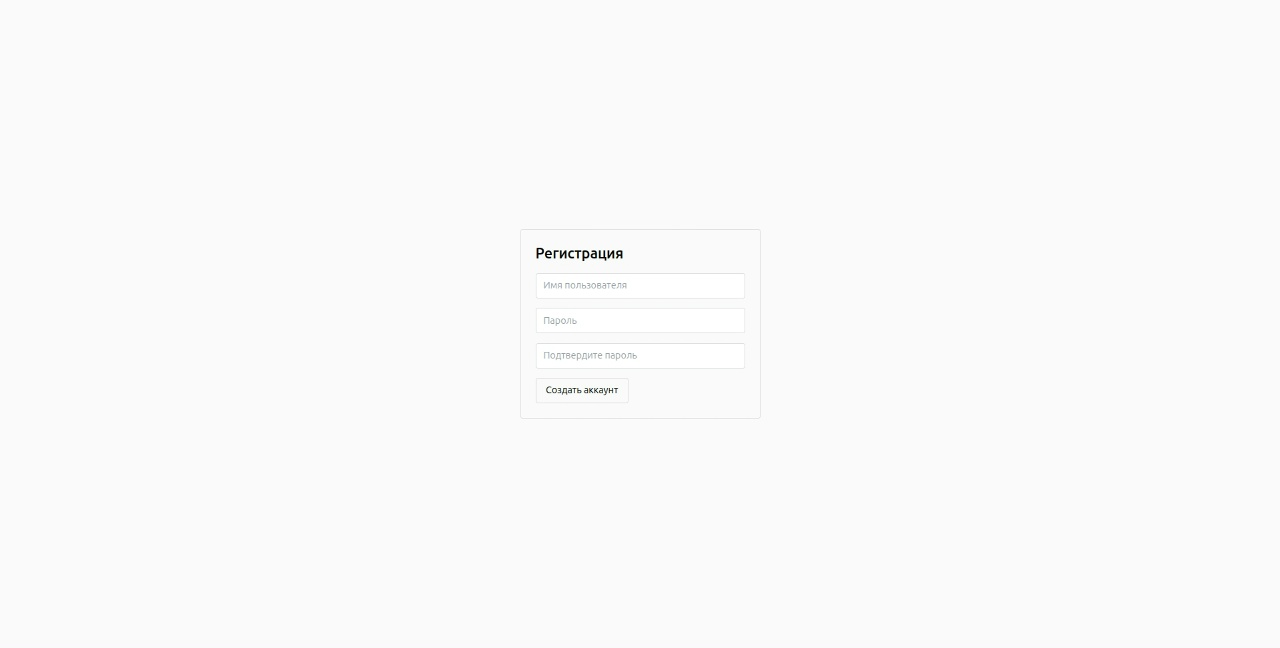 Регистрация
Имя пользователя
Пароль
Подтвердите пароль
Создать аккаунт